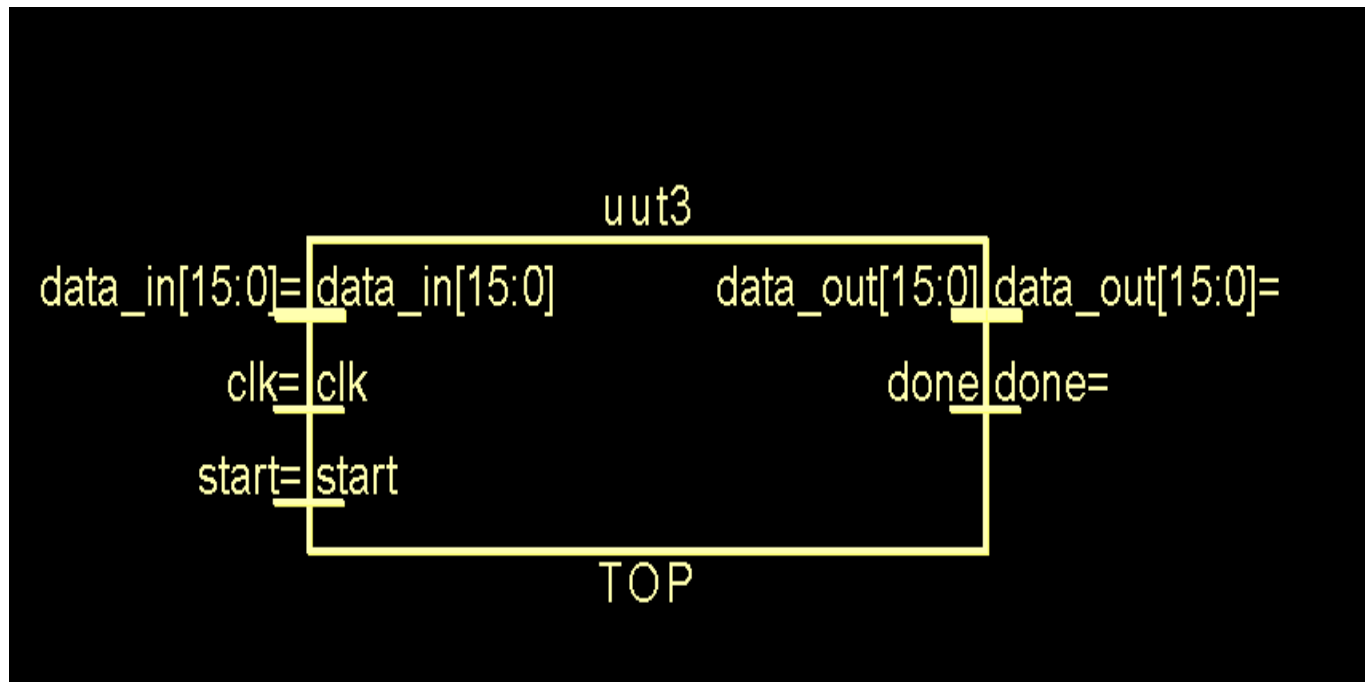 uut3
data_in[15:0]= data_in[15:0] data_out[15:0] data_out[15:0]=
clk= clk done done=
start= start
TOP